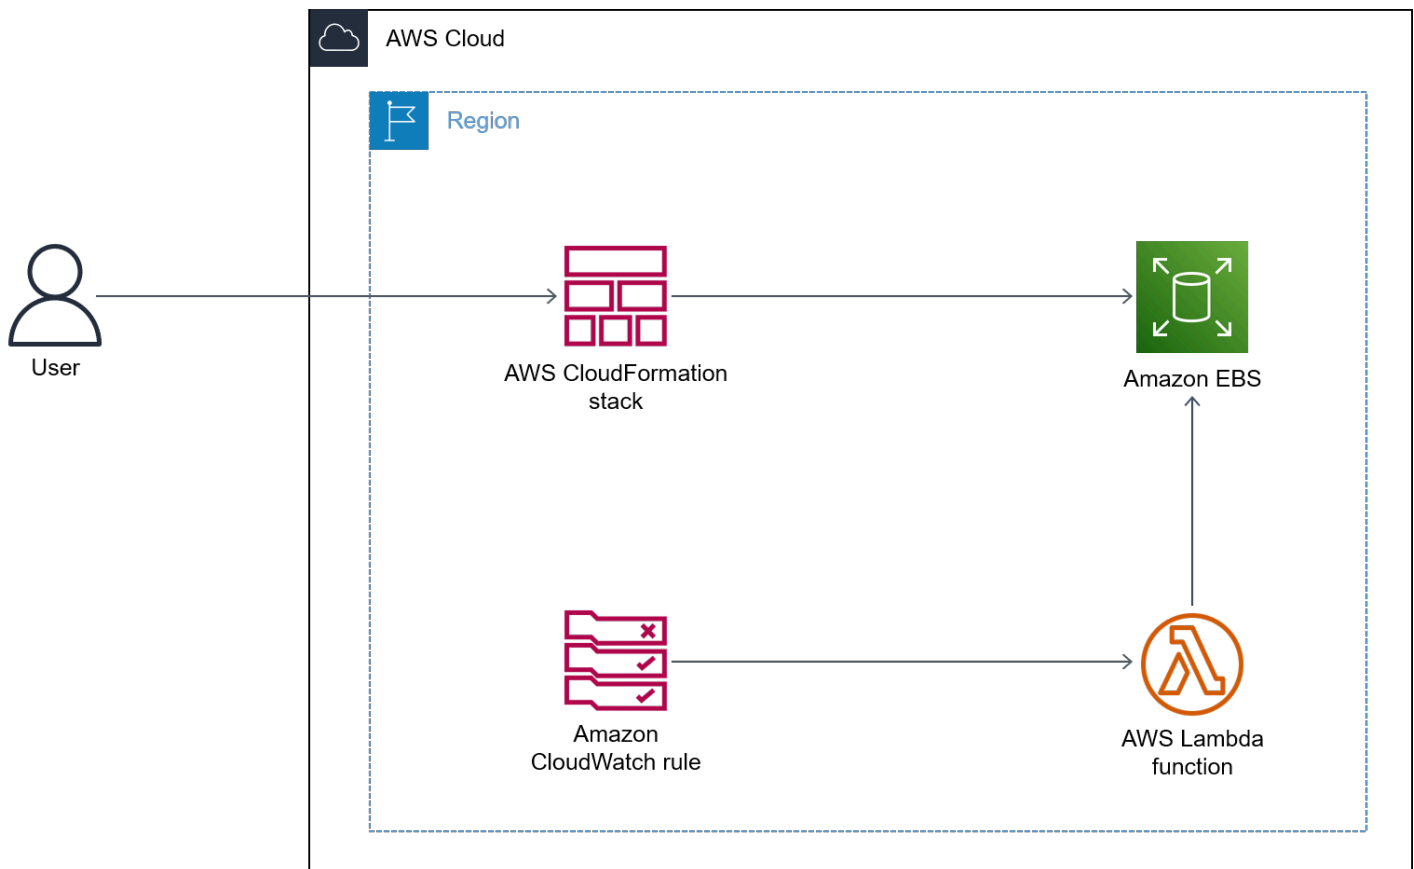 AWS Cloud
Region
User
AWS CloudFormation
stack
Amazon EBS
Amazon
CloudWatch rule
AWS Lambda
function